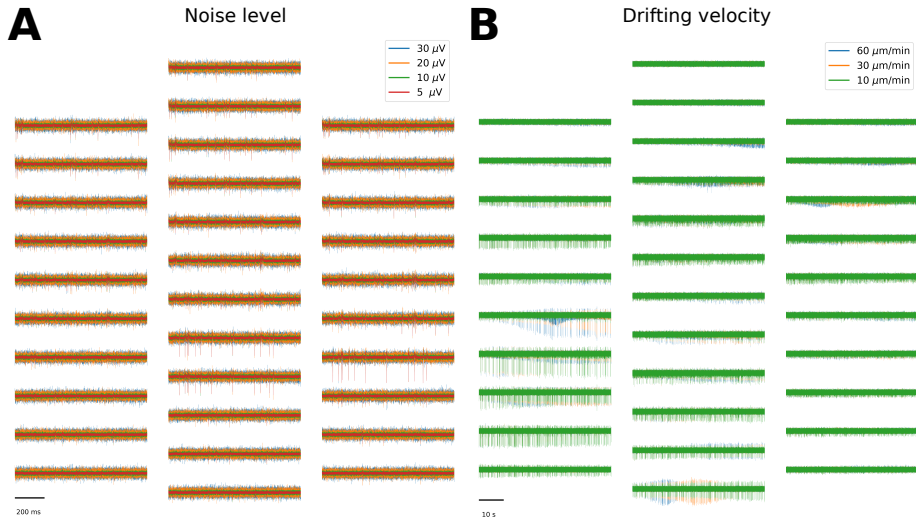 A
Noise level
30 μV
20 μV
10 μV
5 μV
200 ms
B
Drifting velocity
60 μm/min
30 μm/min
10 μm/min
10 s